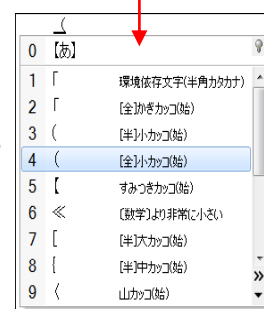 (
0 【あ】
1 「 環境依存文字(半角カタカナ)
2 「 [全]かぎカッコ(始)
3 ( [半]小カッコ(始)
4 （ [全]小カッコ(始)
5 【 すみつきカッコ(始)
6 ≪ 〔数学〕より非常に小さい
7 [ [半]大カッコ(始)
8 { [半]中カッコ(始)
9 〈 山カッコ(始)
»